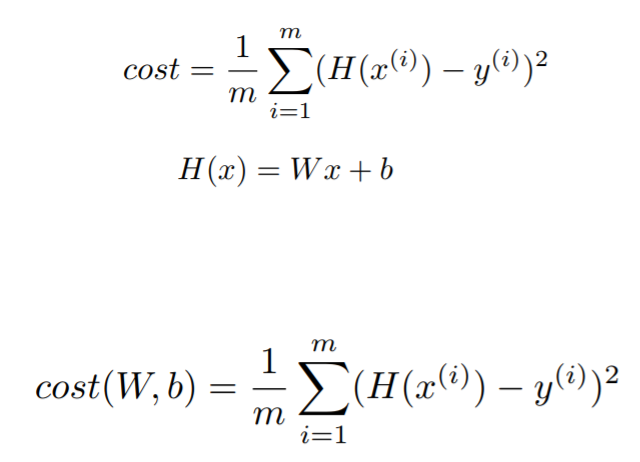 cost = \frac{1}{m} \sum_{i=1}^{m} (H(x^{(i)}) - y^{(i)})^2
H(x) = Wx + b
cost(W, b) = \frac{1}{m} \sum_{i=1}^{m} (H(x^{(i)}) - y^{(i)})^2